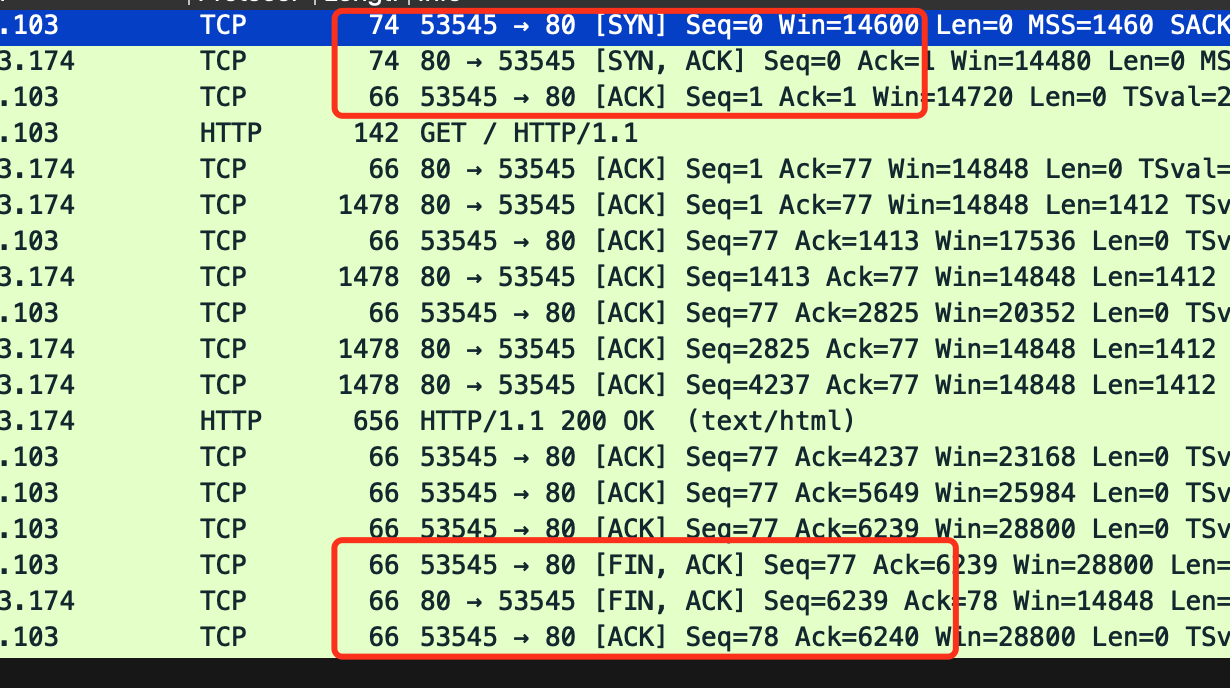 .103 TCP 74 53545 → 80 [SYN] Seq=0 Win=14600 Len=0 MSS=1460 SACK
3.174 TCP 74 80 → 53545 [SYN, ACK] Seq=0 Ack=1 Win=14480 Len=0 MS
.103 TCP 66 53545 → 80 [ACK] Seq=1 Ack=1 Win=14720 Len=0 TSval=2
.103 HTTP 142 GET / HTTP/1.1
3.174 TCP 66 80 → 53545 [ACK] Seq=1 Ack=77 Win=14848 Len=0 TSval=
3.174 TCP 1478 80 → 53545 [ACK] Seq=1 Ack=77 Win=14848 Len=1412 TSv
.103 TCP 66 53545 → 80 [ACK] Seq=77 Ack=1413 Win=17536 Len=0 TSv
3.174 TCP 1478 80 → 53545 [ACK] Seq=1413 Ack=77 Win=14848 Len=1412
.103 TCP 66 53545 → 80 [ACK] Seq=77 Ack=2825 Win=20352 Len=0 TSv
3.174 TCP 1478 80 → 53545 [ACK] Seq=2825 Ack=77 Win=14848 Len=1412
3.174 TCP 1478 80 → 53545 [ACK] Seq=4237 Ack=77 Win=14848 Len=1412
3.174 HTTP 656 HTTP/1.1 200 OK (text/html)
.103 TCP 66 53545 → 80 [ACK] Seq=77 Ack=4237 Win=23168 Len=0 TSv
.103 TCP 66 53545 → 80 [ACK] Seq=77 Ack=5649 Win=25984 Len=0 TSv
.103 TCP 66 53545 → 80 [ACK] Seq=77 Ack=6239 Win=28800 Len=0 TSv
.103 TCP 66 53545 → 80 [FIN, ACK] Seq=77 Ack=6239 Win=28800 Len=
3.174 TCP 66 80 → 53545 [FIN, ACK] Seq=6239 Ack=78 Win=14848 Len=
.103 TCP 66 53545 → 80 [ACK] Seq=78 Ack=6240 Win=28800 Len=0 TSv